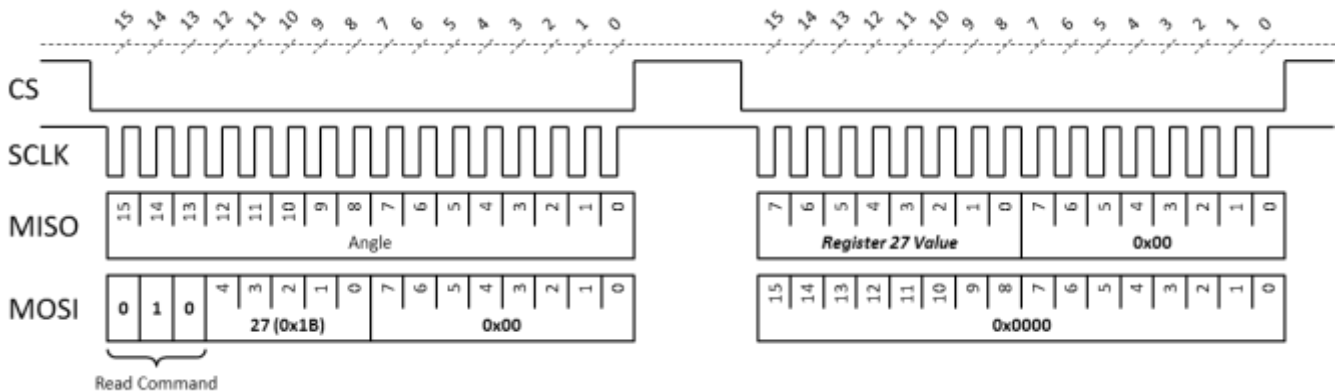 15 14 13 12 11 10 9 8 7 6 5 4 3 2 1 0 15 14 13 12 11 10 9 8 7 6 5 4 3 2 1 0
CS
SCLK
MISO
15 14 13 12 11 10 9 8 7 6 5 4 3 2 1 0 7 6 5 4 3 2 1 0 7 6 5 4 3 2 1 0
Angle Register 27 Value 0x00
MOSI
0 1 0 4 3 2 1 0 7 6 5 4 3 2 1 0 15 14 13 12 11 10 9 8 7 6 5 4 3 2 1 0
27 (0x1B) 0x00 0x0000
Read Command